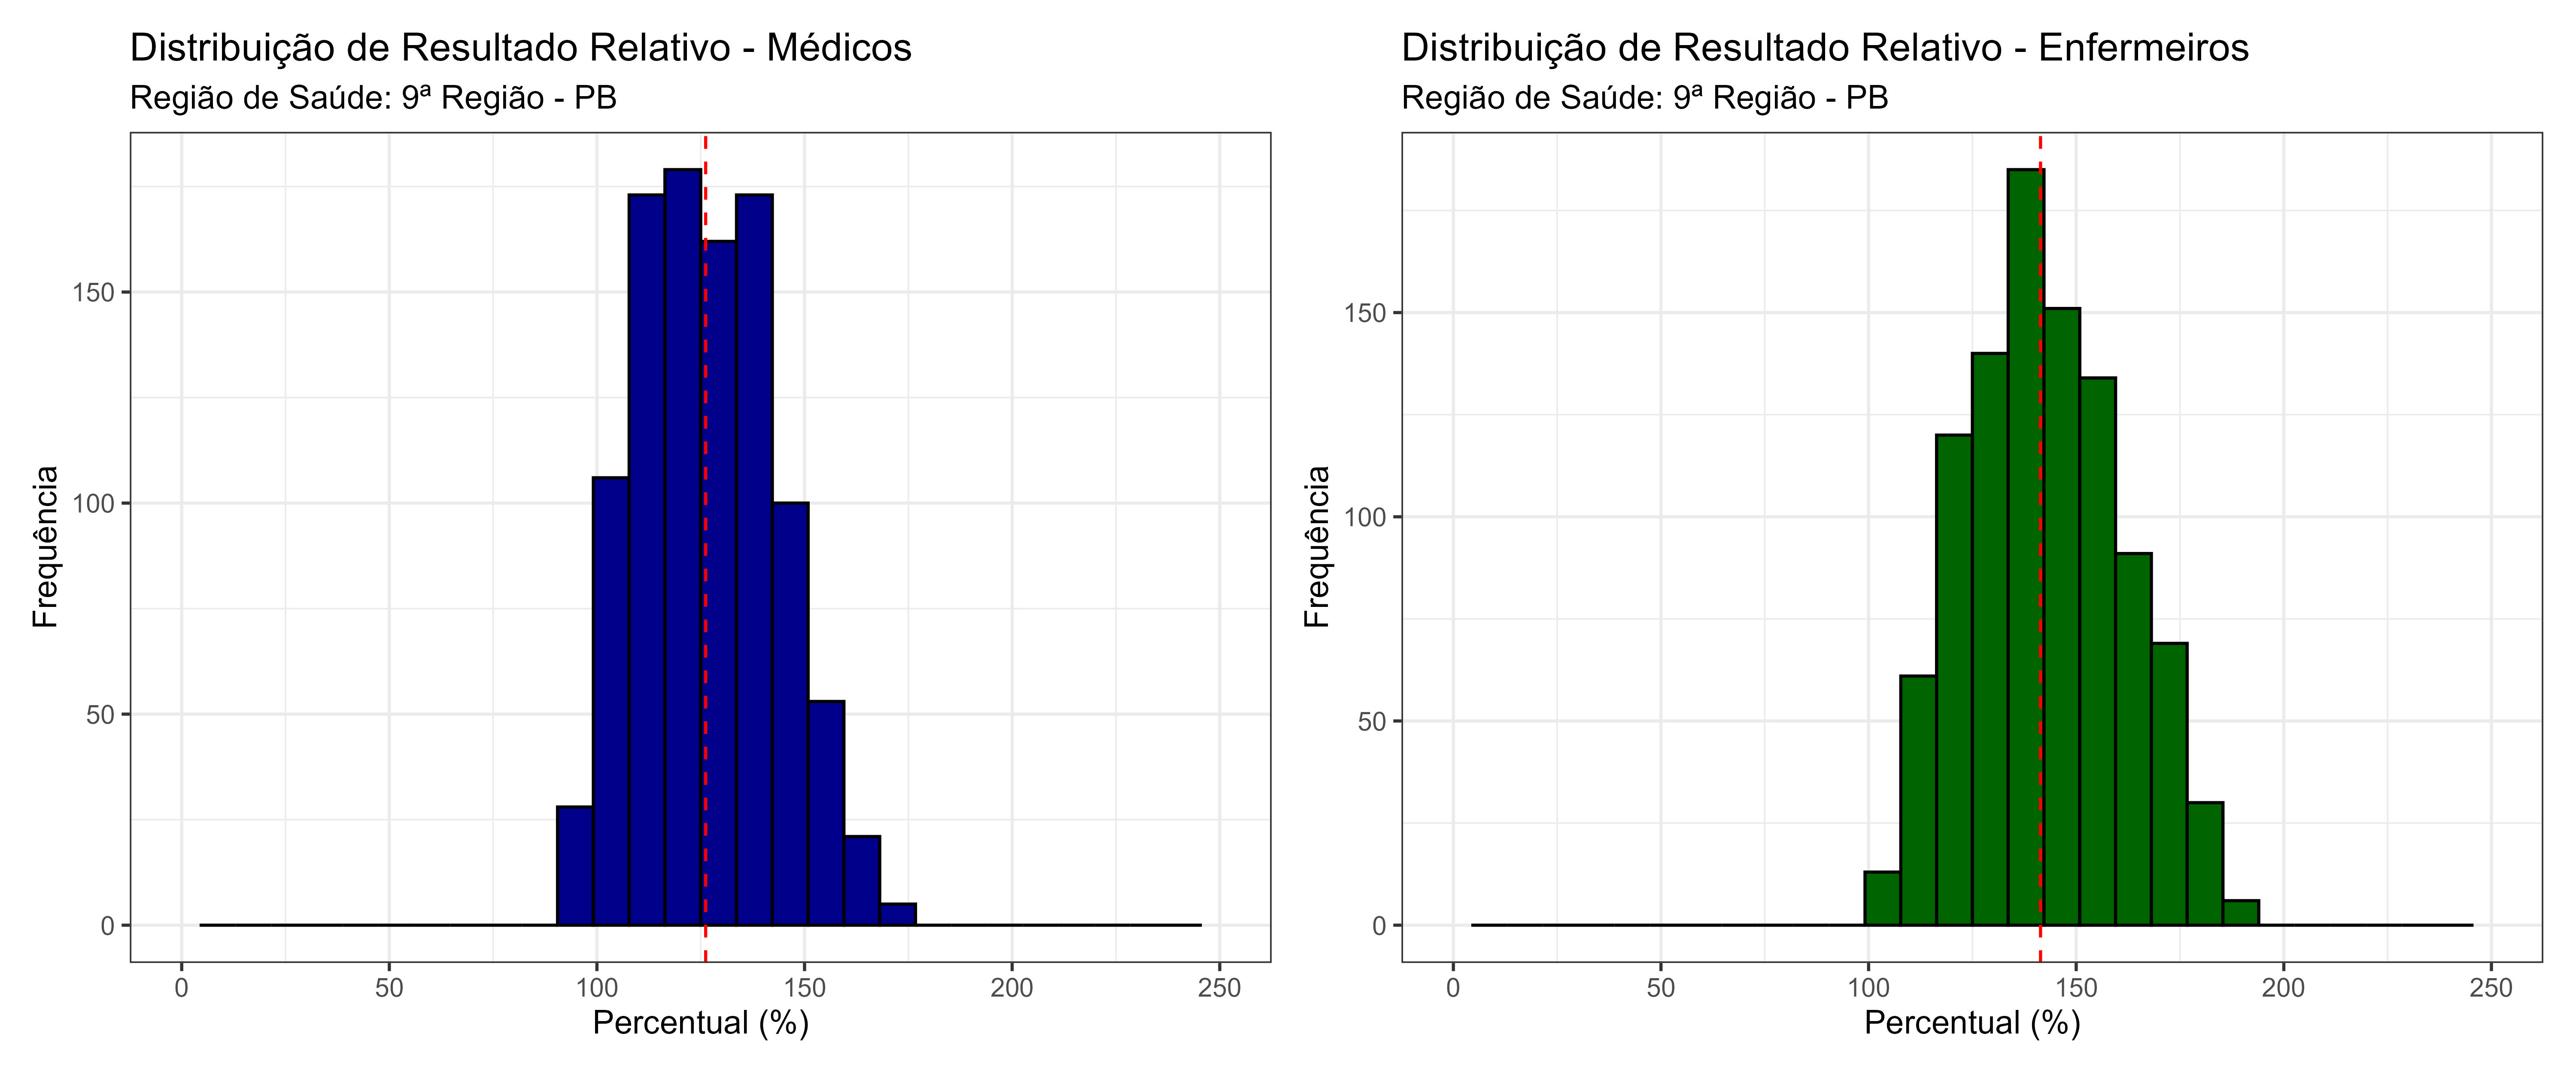 Distribuição de Resultado Relativo - Médicos
Região de Saúde: 9ª Região - PB
Frequência
150
100
50
0
0 50 100 150 200 250
Percentual (%)
Distribuição de Resultado Relativo - Enfermeiros
Região de Saúde: 9ª Região - PB
Frequência
150
100
50
0
0 50 100 150 200 250
Percentual (%)